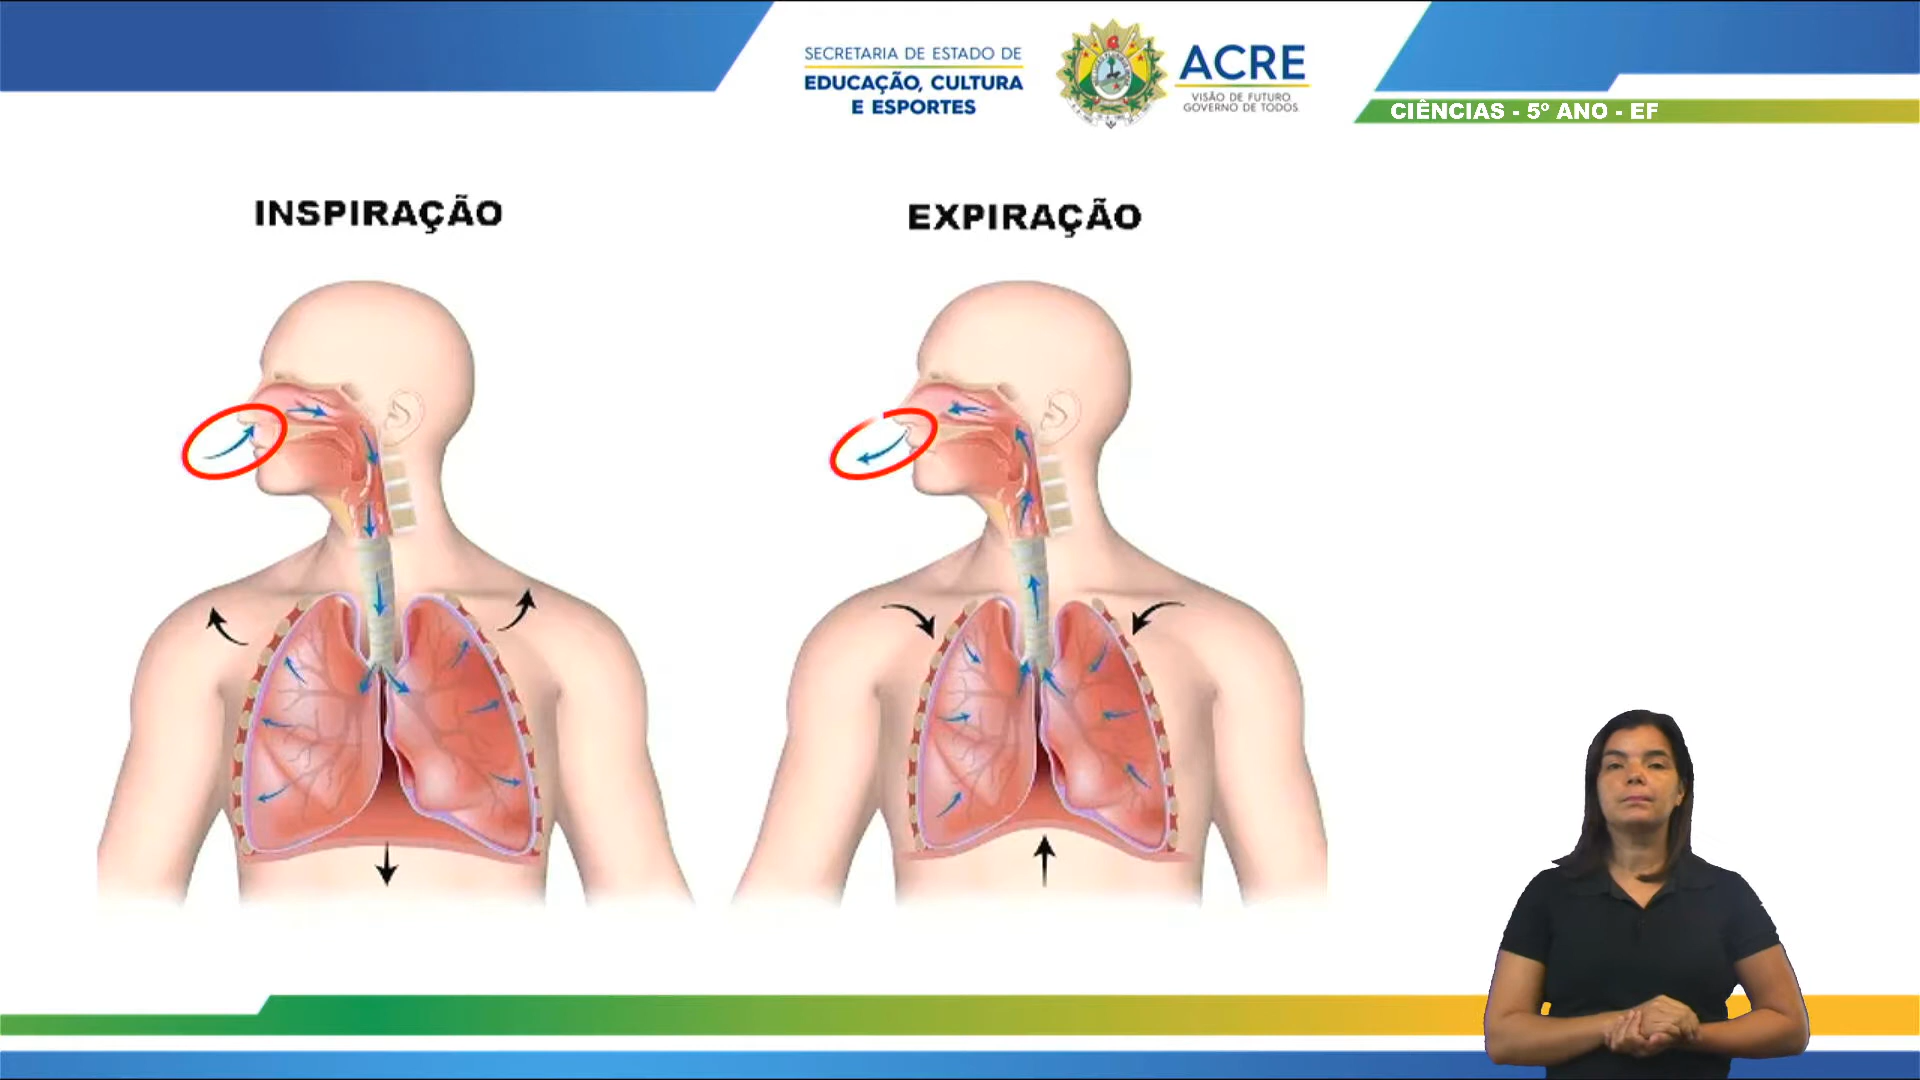 SECRETARIA DE ESTADO DE
EDUCAÇÃO, CULTURA
E ESPORTES
ACRE
VISÃO DE FUTURO
GOVERNO DE TODOS
CIÊNCIAS - 5º ANO - EF
INSPIRAÇÃO
EXPIRAÇÃO